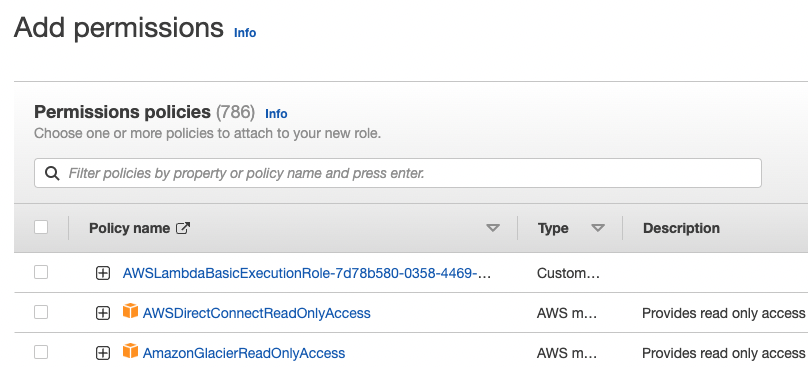 Add permissions Info
Permissions policies (786) Info
Choose one or more policies to attach to your new role.
Filter policies by property or policy name and press enter.
Policy name Type Description
AWSLambdaBasicExecutionRole-7d78b580-0358-4469-... Custom...
AWSDirectConnectReadOnlyAccess AWS m... Provides read only access
AmazonGlacierReadOnlyAccess AWS m... Provides read only access